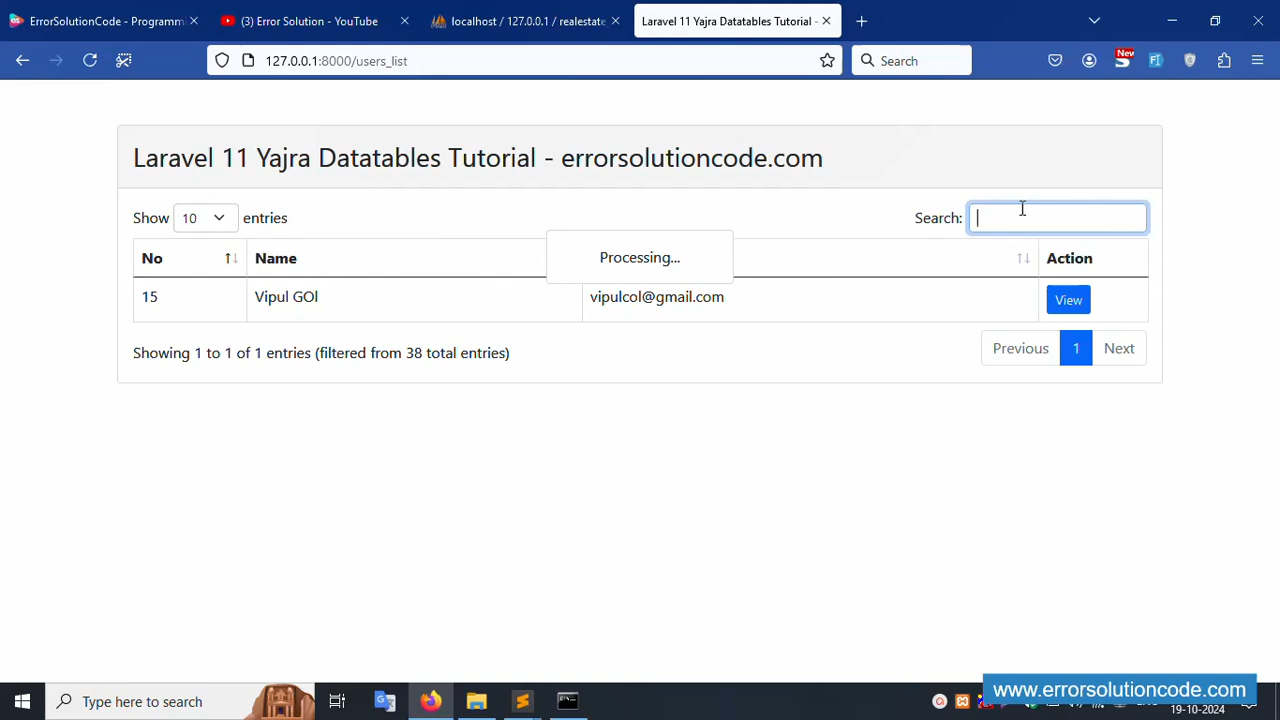 ErrorSolutionCode - Programm
(3) Error Solution - YouTube
localhost / 127.0.0.1 / realestate
Laravel 11 Yajra Datatables Tutorial -
127.0.0.1:8000/users_list
Search
New
Laravel 11 Yajra Datatables Tutorial - errorsolutioncode.com
Show 10 entries
Search:
No Name Action
Processing...
15 Vipul GOl vipulcol@gmail.com View
Showing 1 to 1 of 1 entries (filtered from 38 total entries)
Previous 1 Next
Type here to search
www.errorsolutioncode.com
19-10-2024